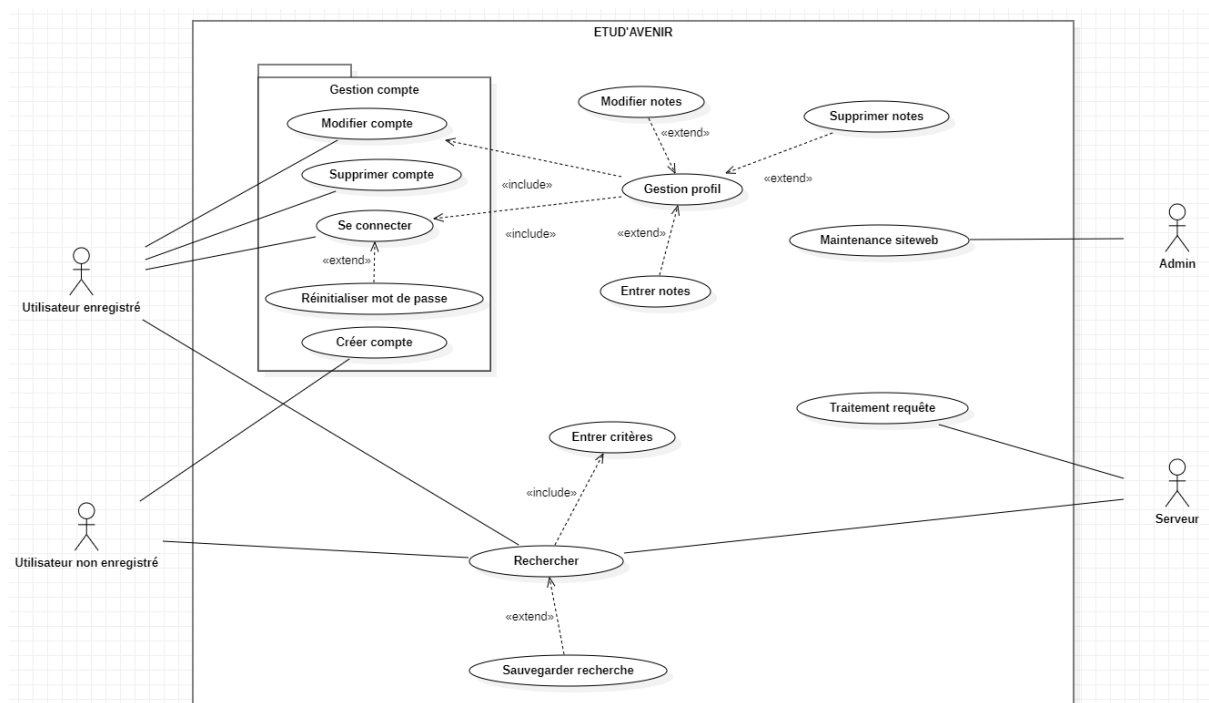 ETUD'AVENIR
Gestion compte
Modifier compte
Supprimer compte
Se connecter
«extend»
Réinitialiser mot de passe
Créer compte
Modifier notes
«extend»
Supprimer notes
«extend»
«include»
Gestion profil
«include»
«extend»
Entrer notes
Maintenance siteweb
Admin
Utilisateur enregistré
Traitement requête
Entrer critères
«include»
Serveur
Utilisateur non enregistré
Rechercher
«extend»
Sauvegarder recherche